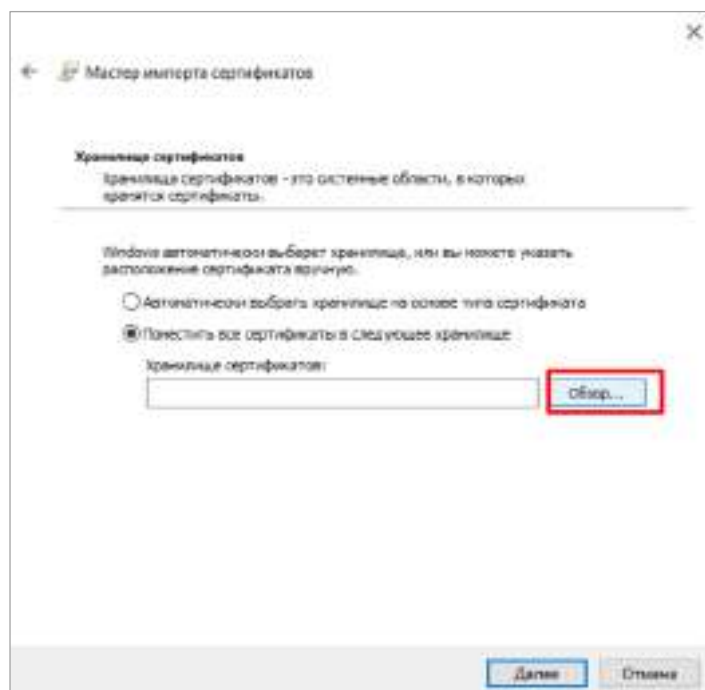 Мастер импорта сертификатов
Хранилище сертификатов
Хранилища сертификатов - это системные области, в которых
хранятся сертификаты.
Windows автоматически выберет хранилище, или вы можете указать
расположение сертификата вручную.
Автоматически выбрать хранилище на основе типа сертификата
Поместить все сертификаты в следующее хранилище
Хранилище сертификатов:
Обзор...
Далее
Отмена